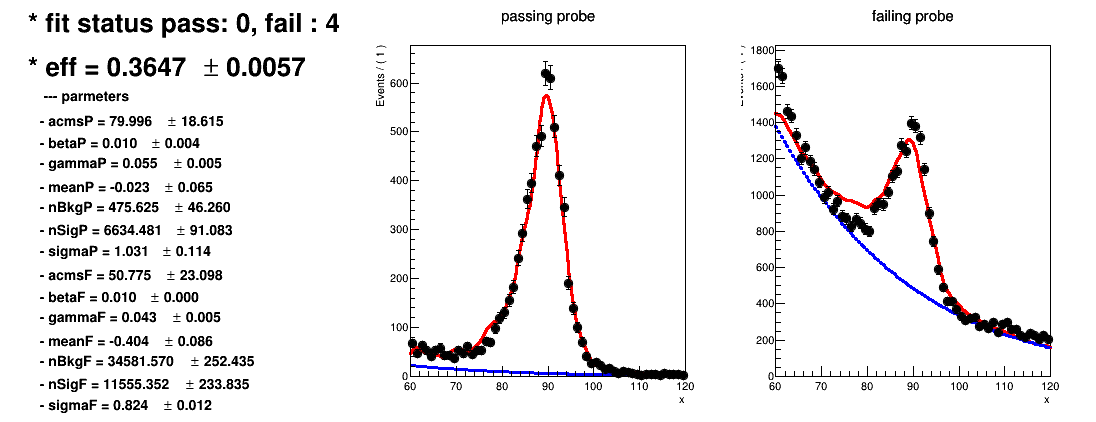 * fit status pass: 0, fail : 4
* eff = 0.3647 ± 0.0057
--- parmeters
- acmsP = 79.996 ± 18.615
- betaP = 0.010 ± 0.004
- gammaP = 0.055 ± 0.005
- meanP = -0.023 ± 0.065
- nBkgP = 475.625 ± 46.260
- nSigP = 6634.481 ± 91.083
- sigmaP = 1.031 ± 0.114
- acmsF = 50.775 ± 23.098
- betaF = 0.010 ± 0.000
- gammaF = 0.043 ± 0.005
- meanF = -0.404 ± 0.086
- nBkgF = 34581.570 ± 252.435
- nSigF = 11555.352 ± 233.835
- sigmaF = 0.824 ± 0.012
passing probe
Events / ( 1 )
600
500
400
300
200
100
0
60 70 80 90 100 110 120
x
failing probe
1800
1600
1400
1200
1000
800
600
400
200
0
60 70 80 90 100 110 120
x